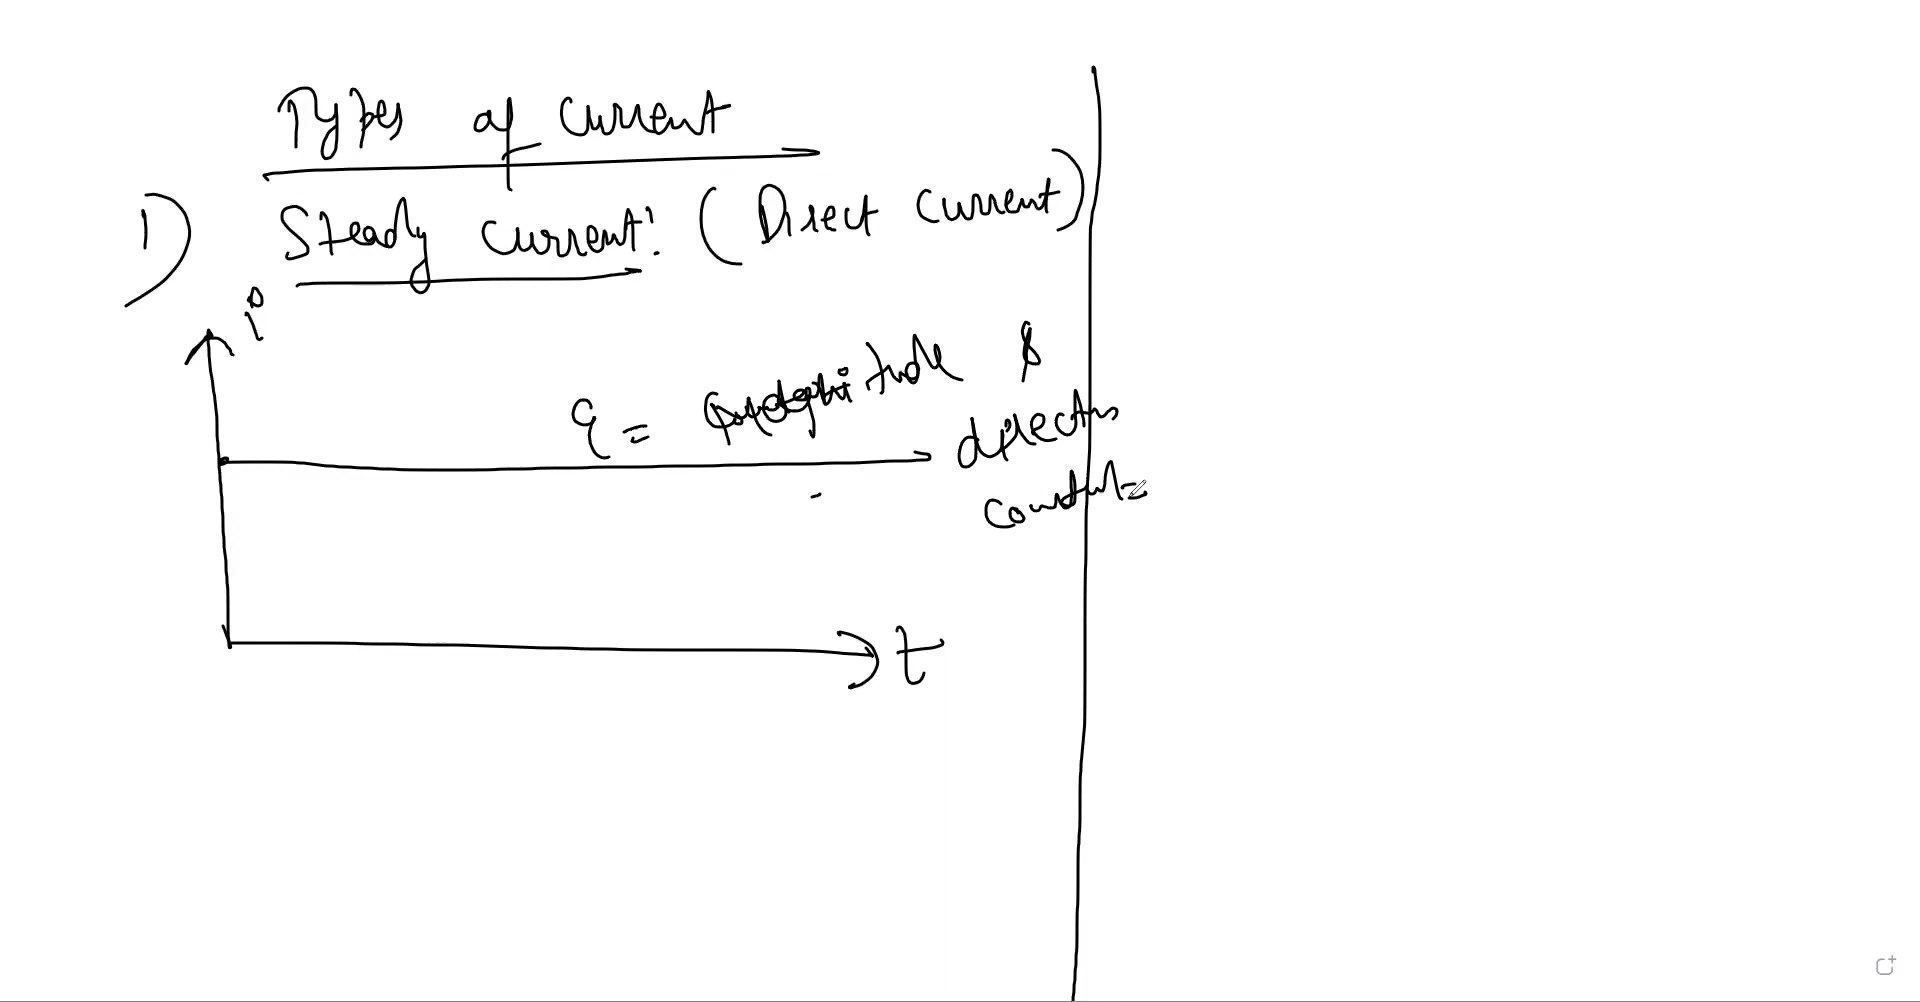 Types of Current
1) Steady Current: (Direct Current)
i
i = magnitude &
direction
constant
t